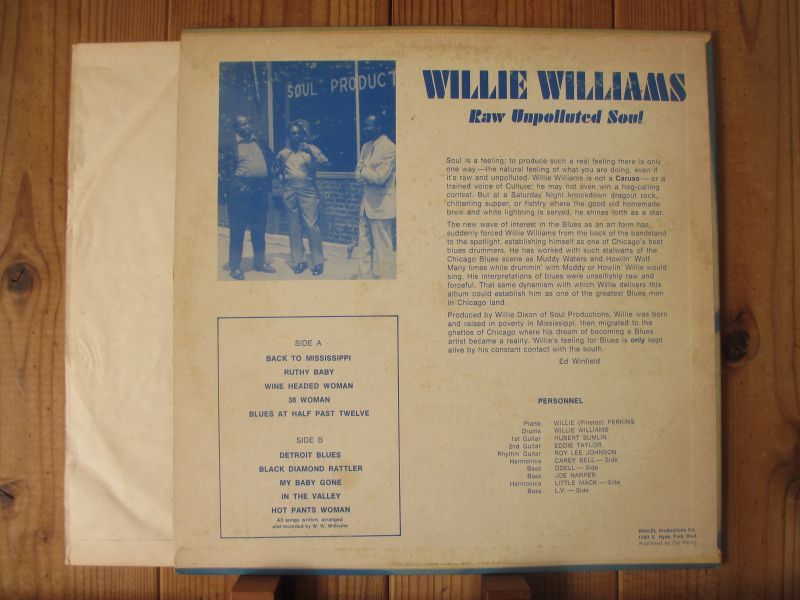 SOUL PRODUCT
WILLIE WILLIAMS
Raw Unpolluted Soul
Soul is a feeling; to produce such a real feeling there is only
one way — the natural feeling of what you are doing, even if
it's raw and unpolluted. Willie Williams is not a Caruso — or a
trained voice of Culture; he may not even win a hog-calling
contest. But at a Saturday Night knockdown dragout rock,
chitterling supper, or fishfry where the good old homemade
brew and white lightning is served, he shines forth as a star.
The new wave of interest in the Blues as an art form has
suddenly forced Willie Williams from the back of the bandstand
to the spotlight, establishing himself as one of Chicago's best
blues drummers. He has worked with such stalwarts of the
Chicago Blues scene as Muddy Waters and Howlin' Wolf.
Many times while drummin' with Muddy or Howlin' Willie would
sing. His interpretations of blues were unselfishly raw and
forceful. That same dynamism with which Willie delivers this
album could establish him as one of the greatest Blues men
in Chicago land.
Produced by Willie Dixon of Soul Productions, Willie was born
and raised in poverty in Mississippi, then migrated to the
ghettos of Chicago where his dream of becoming a Blues
artist became a reality. Willie's feeling for Blues is only kept
alive by his constant contact with the south.
Ed Winfield
SIDE A
BACK TO MISSISSIPPI
RUTHY BABY
WINE HEADED WOMAN
38 WOMAN
BLUES AT HALF PAST TWELVE
SIDE B
DETROIT BLUES
BLACK DIAMOND RATTLER
MY BABY GONE
IN THE VALLEY
HOT PANTS WOMAN
All songs written, arranged
and recorded by W. W. Williams
PERSONNEL
Piano WILLIE (Pinetop) PERKINS
Drums WILLIE WILLIAMS
1st Guitar HUBERT SUMLIN
2nd Guitar EDDIE TAYLOR
Rhythm Guitar ROY LEE JOHNSON
Harmonica CAREY BELL — Side
Bass ODELL — Side
Bass JOE HARPER
Harmonica LITTLE MACK — Side
Bass L.V. — Side
Productions Co.
E. Hyde Park Blvd.
Published by